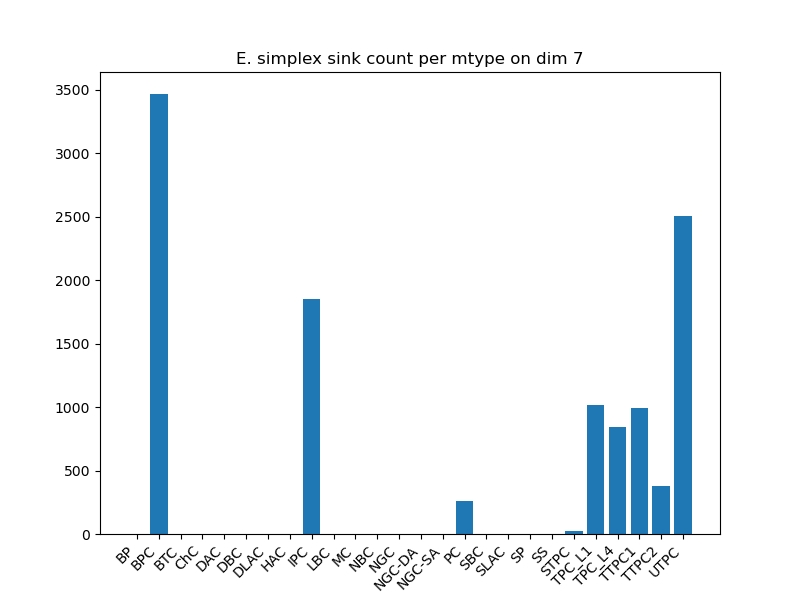 E. simplex sink count per mtype on dim 7
3500
3000
2500
2000
1500
1000
500
0
BP
BPC
BTC
ChC
DAC
DBC
DLAC
HAC
IPC
LBC
MC
NBC
NGC
NGC-DA
NGC-SA
PC
SBC
SLAC
SP
SS
STPC
TPC_L1
TPC_L4
TTPC1
TTPC2
UTPC